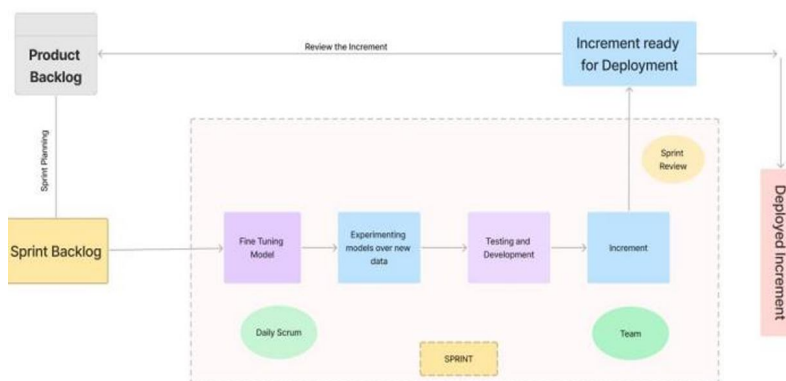 Product
Backlog
Review the Increment
Increment ready
for Deployment
Sprint Planning
Sprint
Review
Deployed Increment
Sprint Backlog
Fine Tuning
Model
Experimenting
models over new
data
Testing and
Development
Increment
Daily Scrum
Team
SPRINT